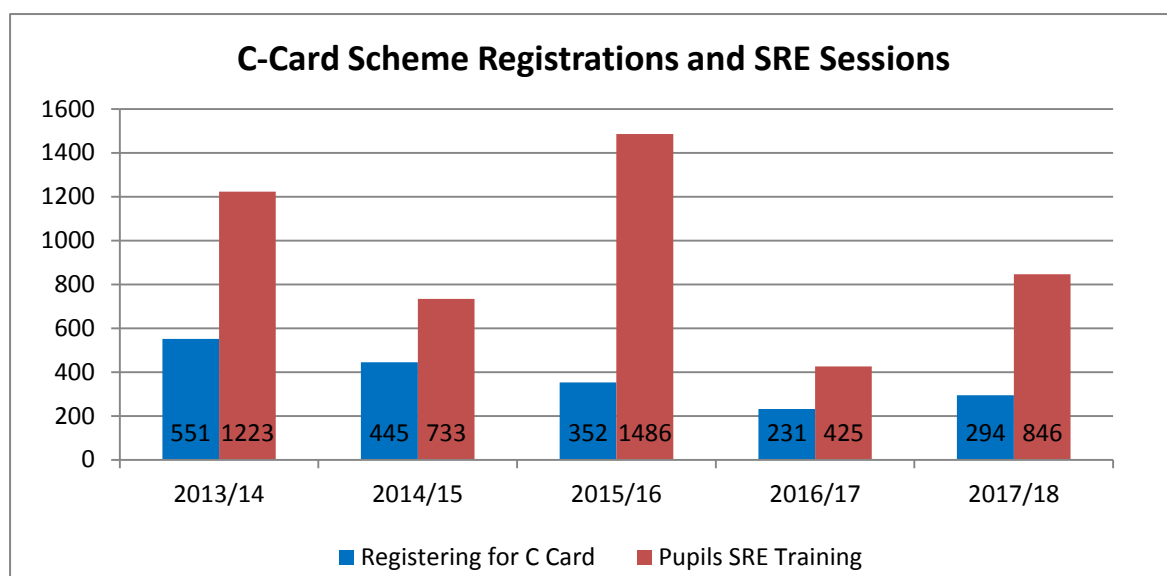 C-Card Scheme Registrations and SRE Sessions
1600
1400
1200
1000
800
600
400
200
0
551 1223 445 733 352 1486 231 425 294 846
2013/14 2014/15 2015/16 2016/17 2017/18
Registering for C Card Pupils SRE Training